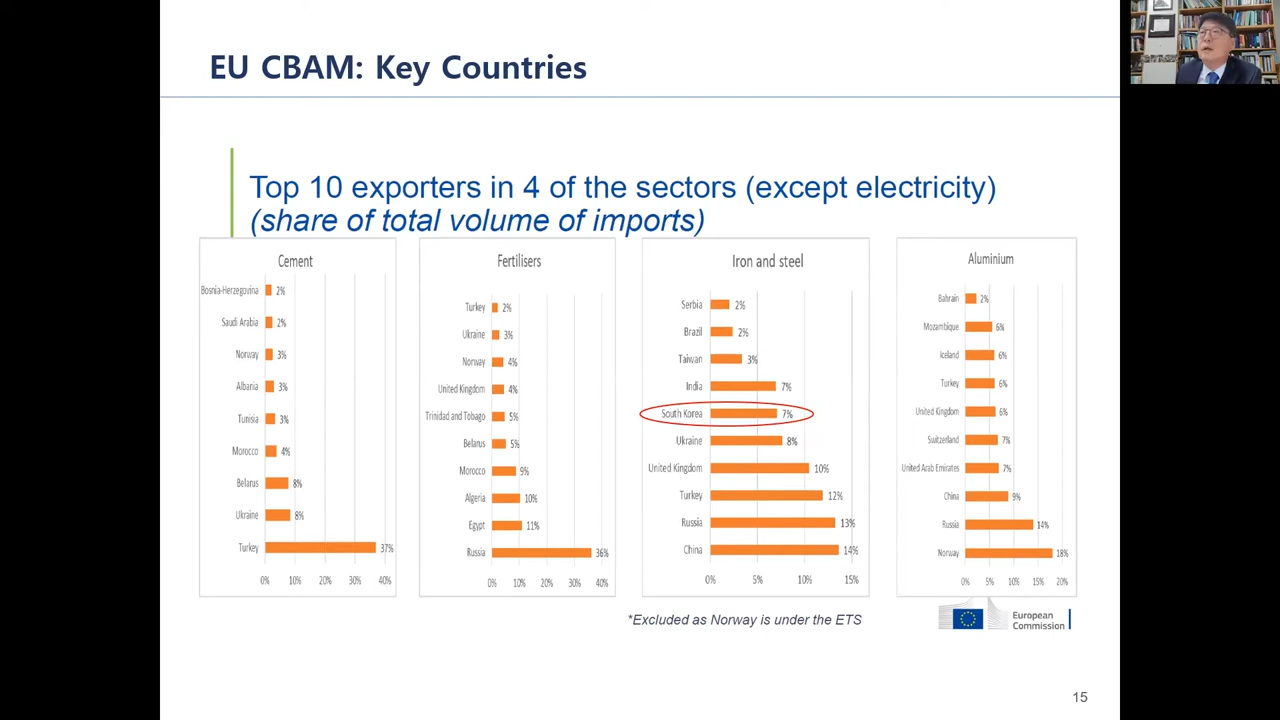 EU CBAM: Key Countries
Top 10 exporters in 4 of the sectors (except electricity)
(share of total volume of imports)
Cement
Bosnia-Herzegovina 2%
Saudi Arabia 2%
Norway 3%
Albania 3%
Tunisia 3%
Morocco 4%
Belarus 8%
Ukraine 8%
Turkey 37%
0% 10% 20% 30% 40%
Fertilisers
Turkey 2%
Ukraine 3%
Norway 4%
United Kingdom 4%
Trinidad and Tobago 5%
Belarus 5%
Morocco 9%
Algeria 10%
Egypt 11%
Russia 36%
0% 10% 20% 30% 40%
Iron and steel
Serbia 2%
Brazil 2%
Taiwan 3%
India 7%
South Korea 7%
Ukraine 8%
United Kingdom 10%
Turkey 12%
Russia 13%
China 14%
0% 5% 10% 15%
Aluminium
Bahrain 2%
Mozambique 6%
Iceland 6%
Turkey 6%
United Kingdom 6%
Switzerland 7%
United Arab Emirates 7%
China 9%
Russia 14%
Norway 18%
0% 5% 10% 15% 20%
*Excluded as Norway is under the ETS
European
Commission
15